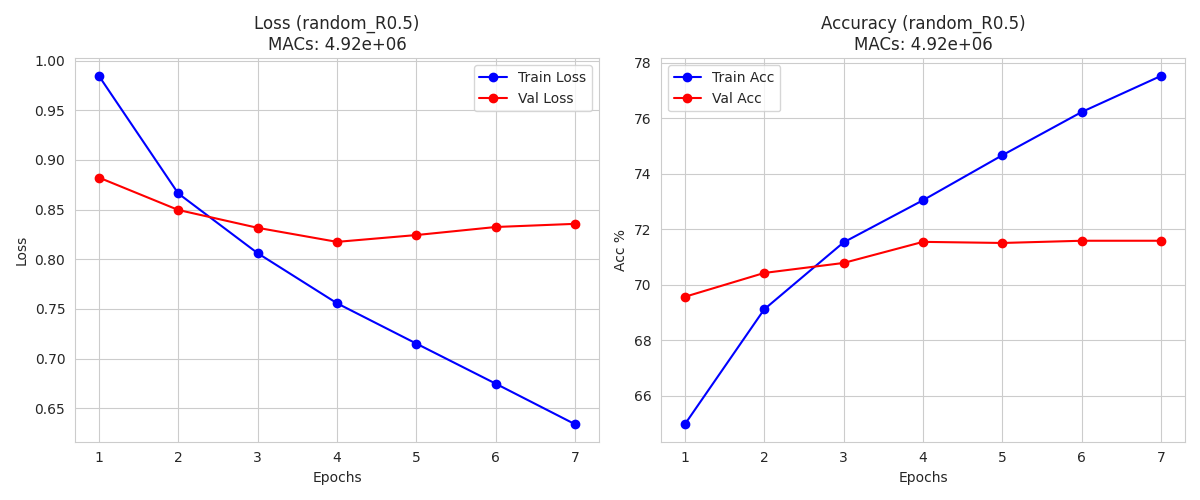 Loss (random_R0.5)
MACs: 4.92e+06
Train Loss
Val Loss
1.00
0.95
0.90
0.85
0.80
0.75
0.70
0.65
Loss
1 2 3 4 5 6 7
Epochs
Accuracy (random_R0.5)
MACs: 4.92e+06
Train Acc
Val Acc
78
76
74
72
70
68
66
Acc %
1 2 3 4 5 6 7
Epochs